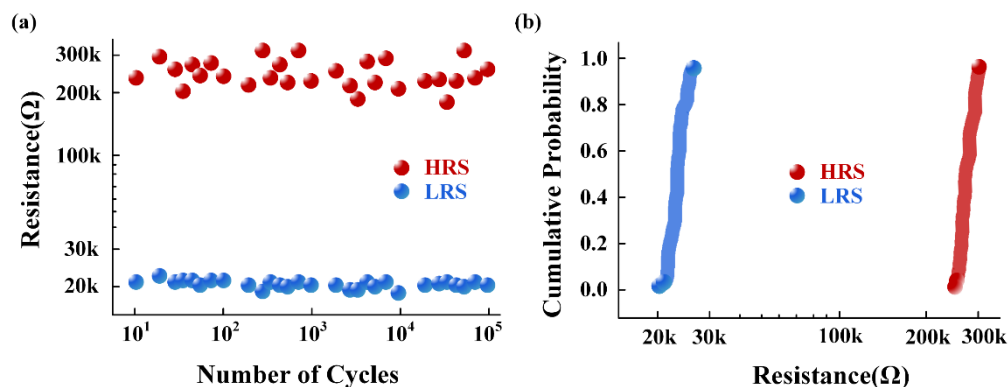 (a)
Resistance(Ω)
300k
200k
100k
30k
20k
HRS
LRS
10¹ 10² 10³ 10⁴ 10⁵
Number of Cycles
(b)
Cumulative Probability
1.0
0.8
0.6
0.4
0.2
0.0
HRS
LRS
20k 30k 100k 200k 300k
Resistance(Ω)